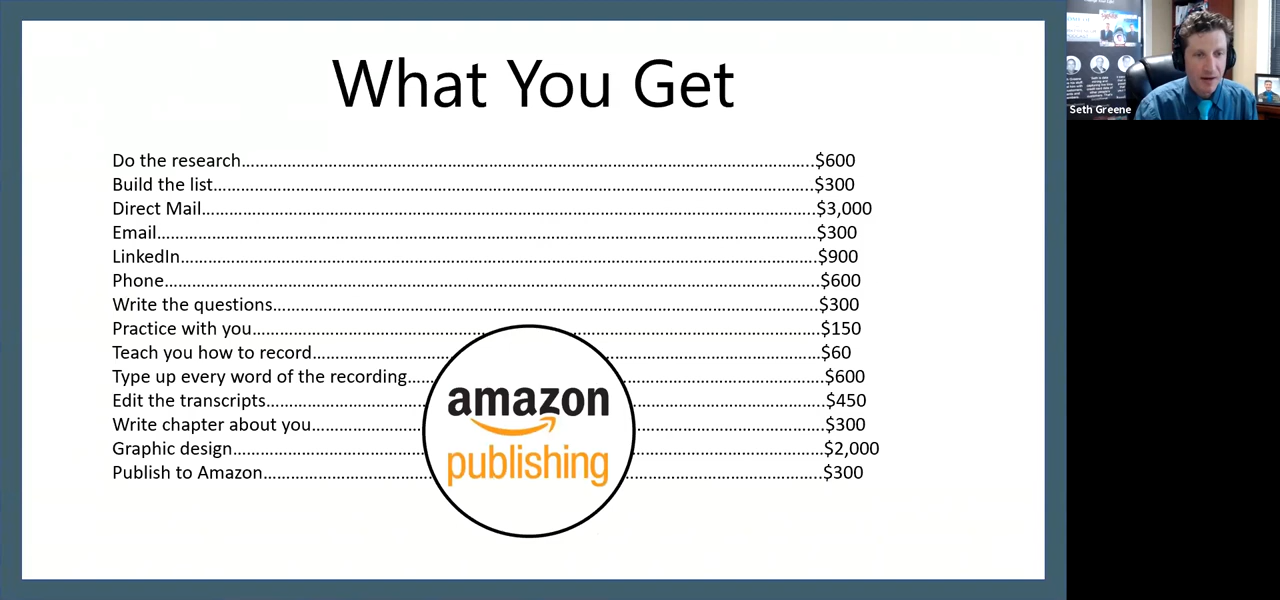 What You Get
Do the research....................................................................................$600
Build the list....................................................................................$300
Direct Mail....................................................................................$3,000
Email....................................................................................$300
LinkedIn....................................................................................$900
Phone....................................................................................$600
Write the questions....................................................................................$300
Practice with you....................................................................................$150
Teach you how to record....................................................................................$60
Type up every word of the recording....................................................................................$600
Edit the transcripts....................................................................................$450
Write chapter about you....................................................................................$300
Graphic design....................................................................................$2,000
Publish to Amazon....................................................................................$300
amazon
publishing
Seth Greene